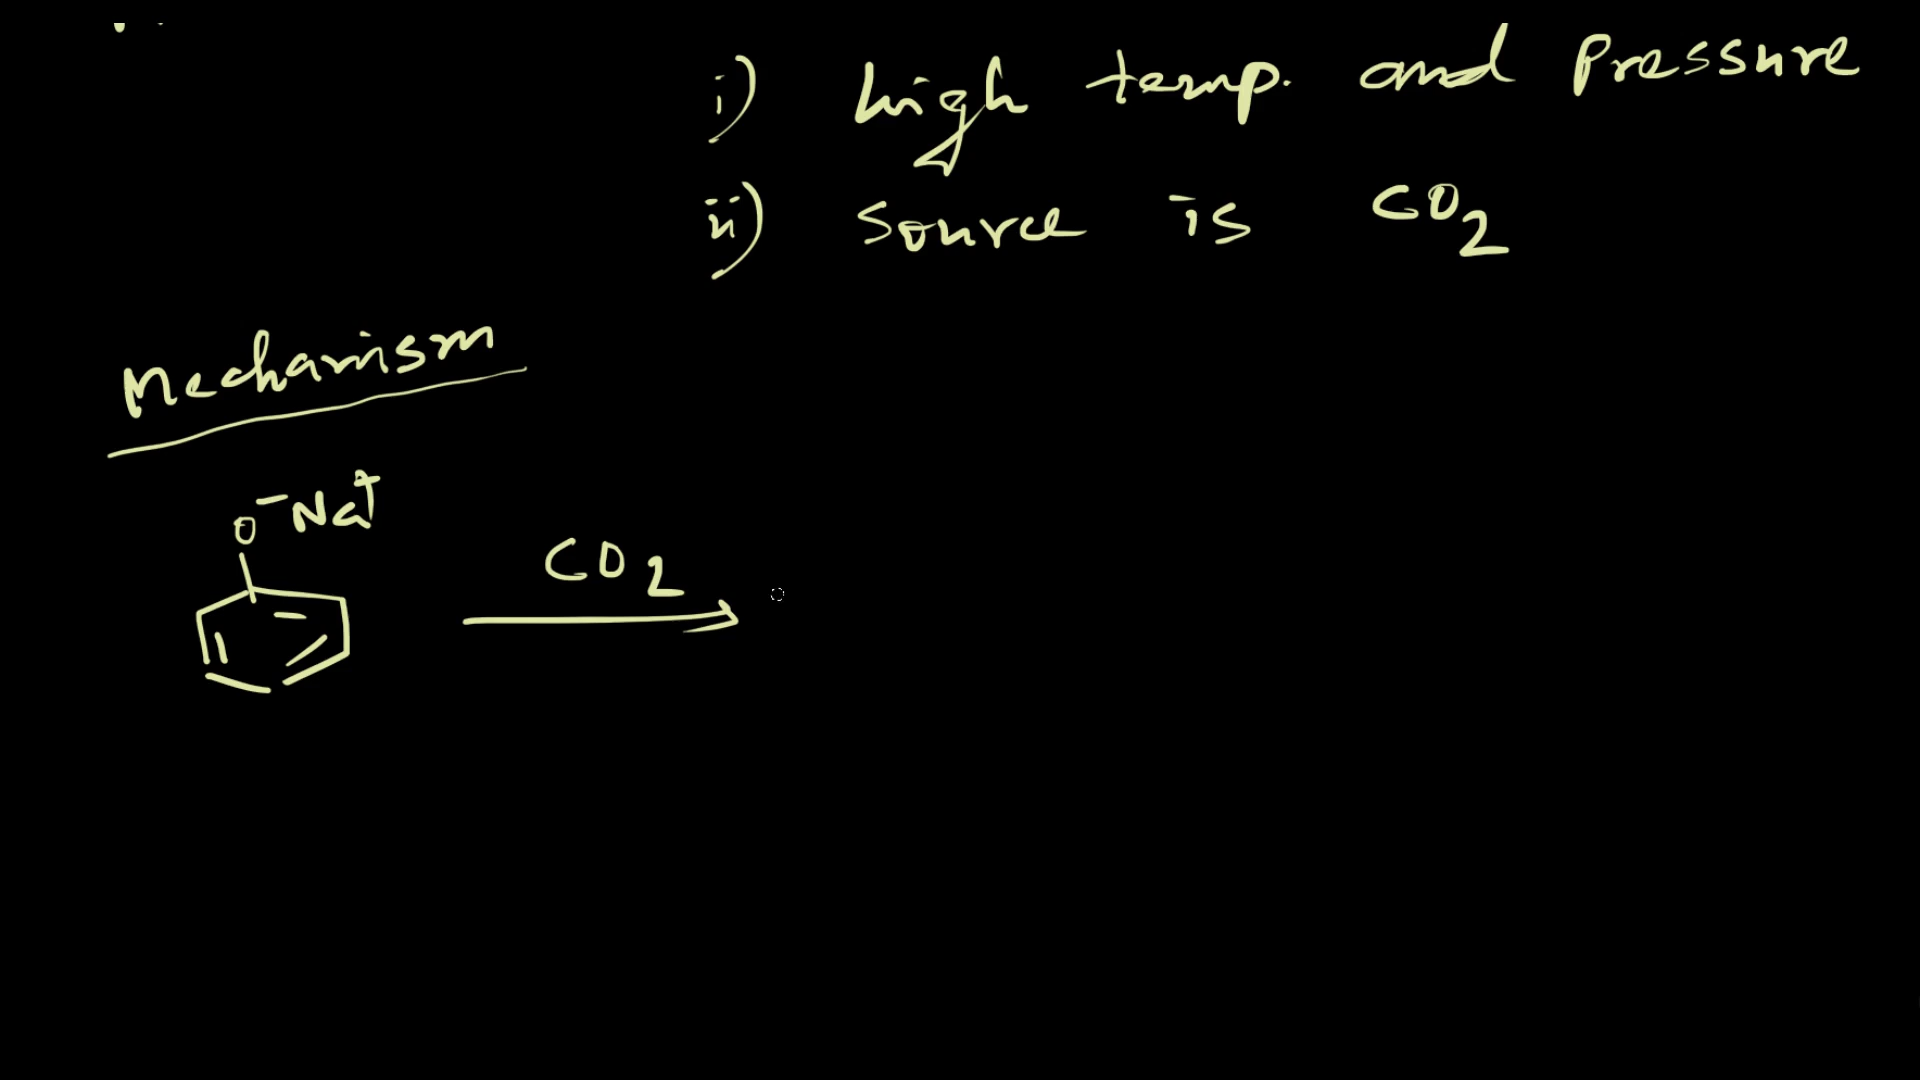 i) high temp. and Pressure
ii) Source is CO2
Mechanism
O⁻Na⁺
CO2